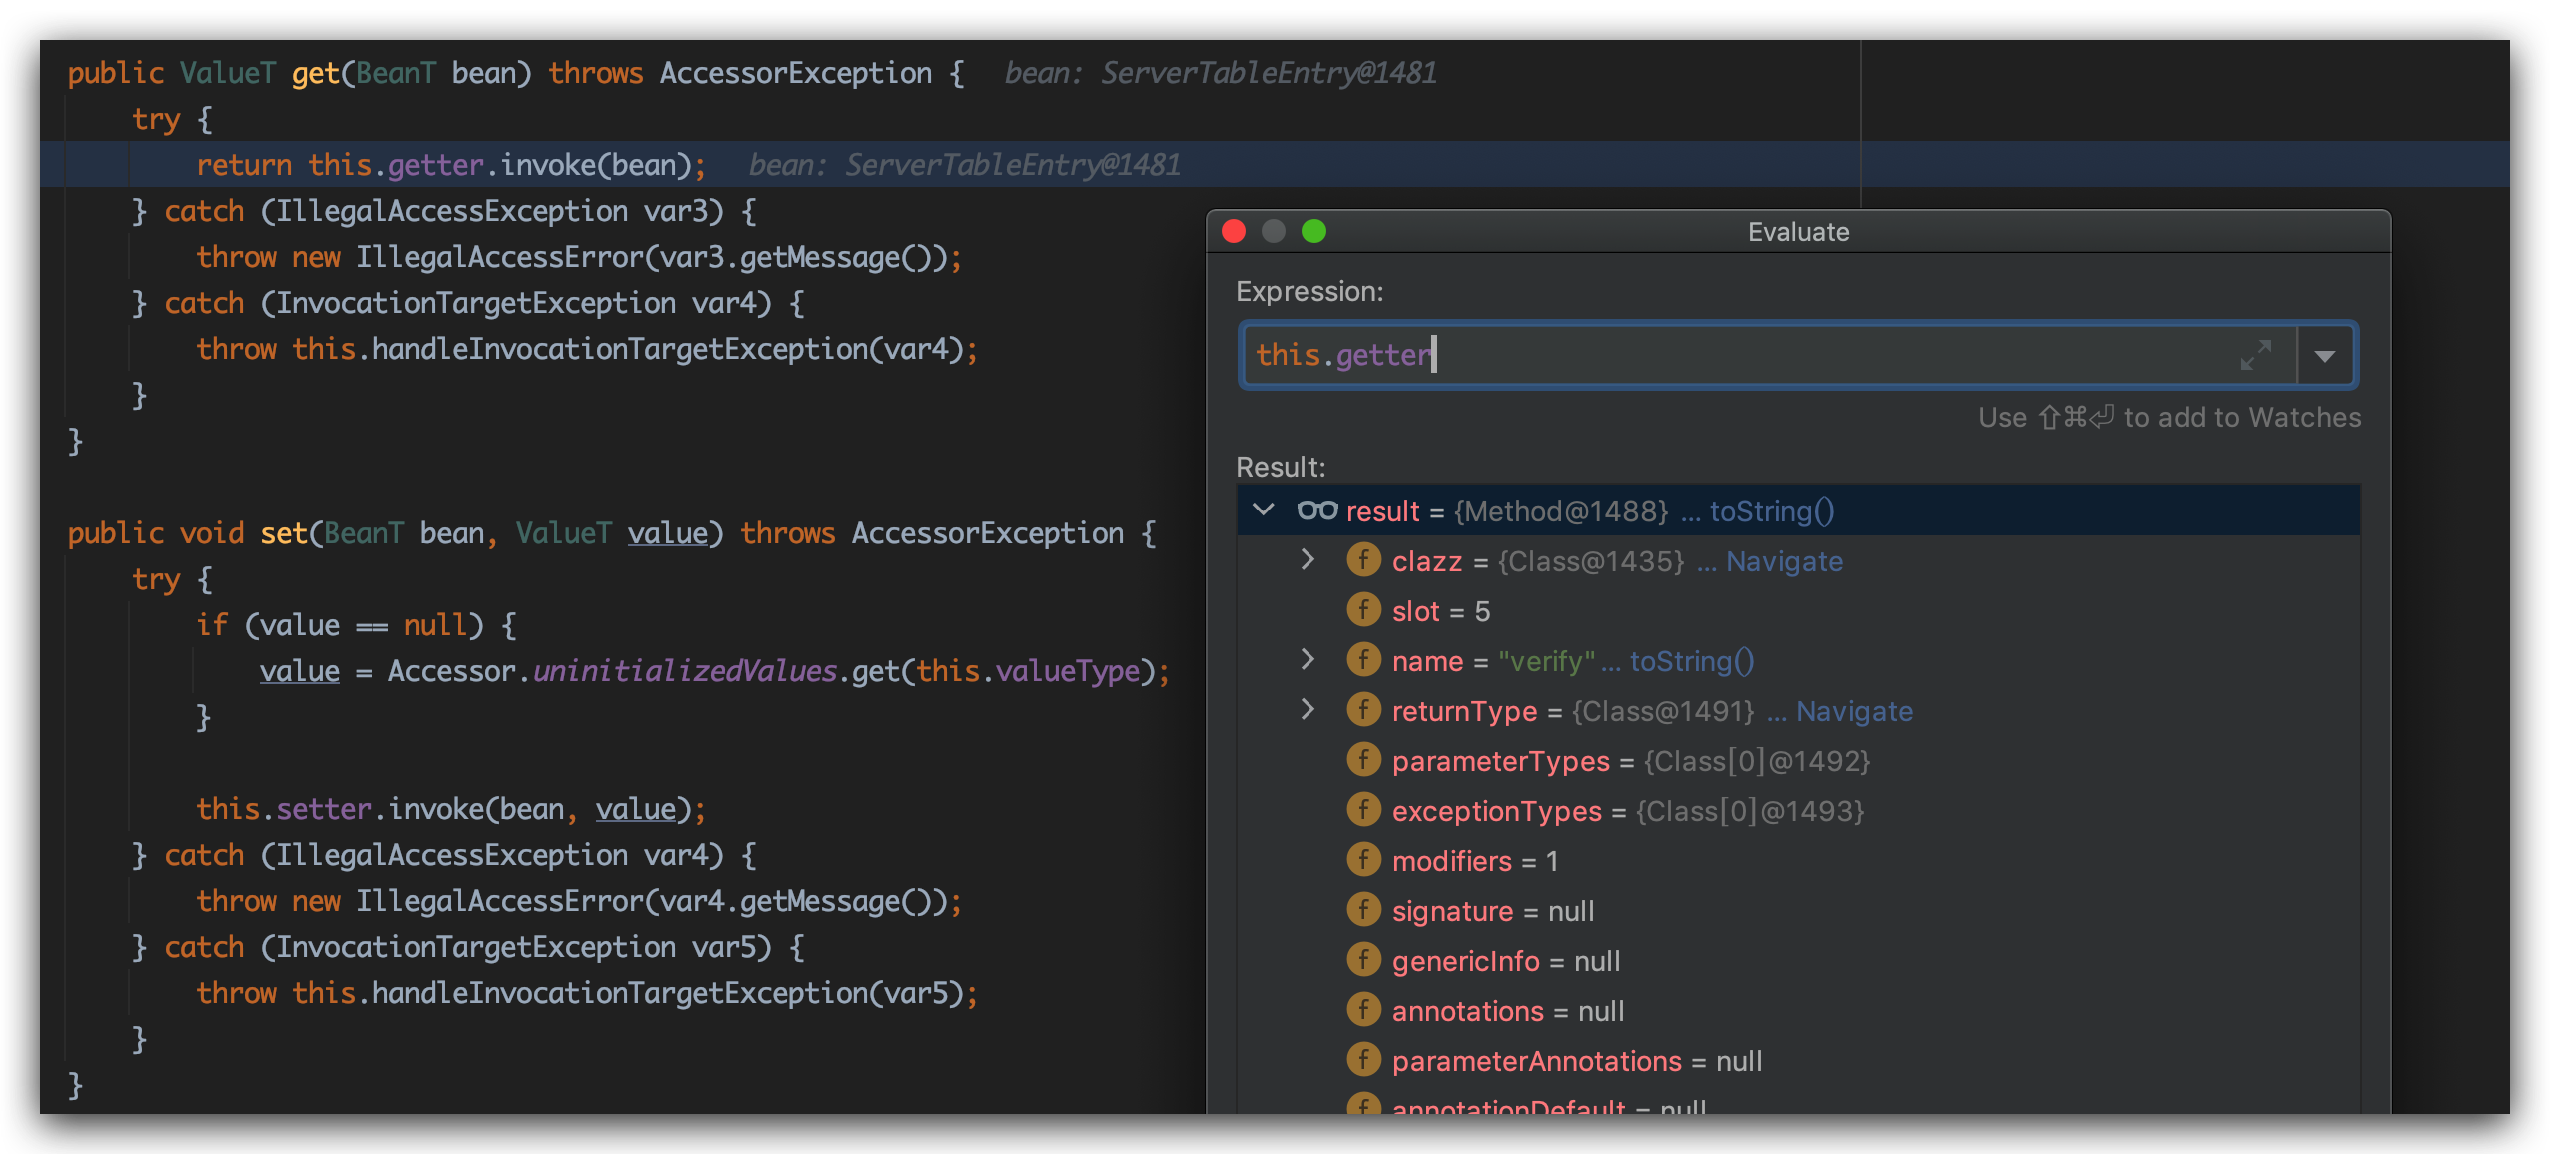 public ValueT get(BeanT bean) throws AccessorException {  bean: ServerTableEntry@1481
try {
return this.getter.invoke(bean);  bean: ServerTableEntry@1481
} catch (IllegalAccessException var3) {
throw new IllegalAccessError(var3.getMessage());
} catch (InvocationTargetException var4) {
throw this.handleInvocationTargetException(var4);
}
}
public void set(BeanT bean, ValueT value) throws AccessorException {
try {
if (value == null) {
value = Accessor.uninitializedValues.get(this.valueType);
}
this.setter.invoke(bean, value);
} catch (IllegalAccessException var4) {
throw new IllegalAccessError(var4.getMessage());
} catch (InvocationTargetException var5) {
throw this.handleInvocationTargetException(var5);
}
}
Evaluate
Expression:
this.getter
Use ⇧⌘⏎ to add to Watches
Result:
result = {Method@1488} ... toString()
f clazz = {Class@1435} ... Navigate
f slot = 5
f name = "verify" ... toString()
f returnType = {Class@1491} ... Navigate
f parameterTypes = {Class[0]@1492}
f exceptionTypes = {Class[0]@1493}
f modifiers = 1
f signature = null
f genericInfo = null
f annotations = null
f parameterAnnotations = null
f annotationDefault = null